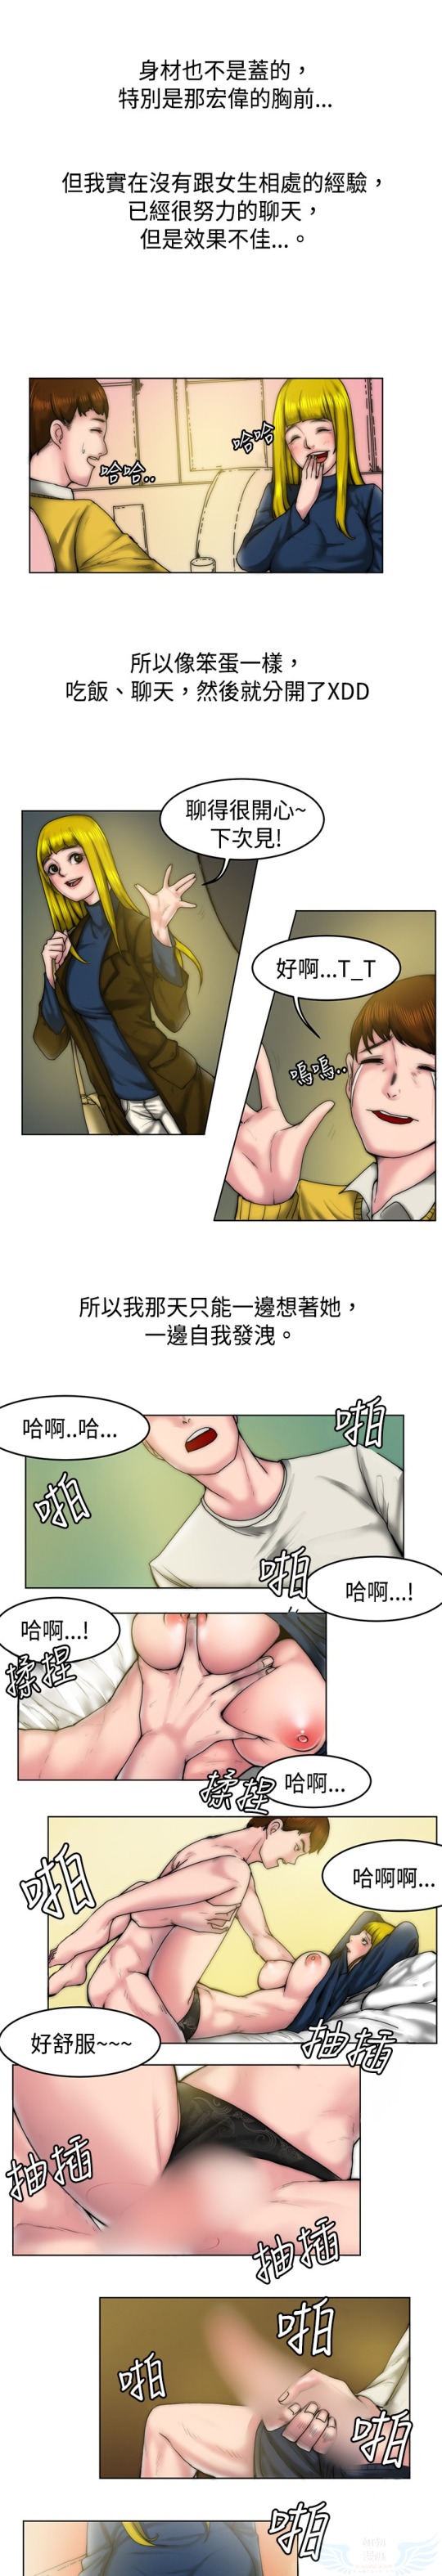 身材也不是蓋的，
特別是那宏偉的胸前...
但我實在沒有跟女生相處的經驗，
已經很努力的聊天，
但是效果不佳...。
哈哈
哈哈..
所以像笨蛋一樣，
吃飯、聊天，然後就分開了XDD
聊得很開心~
下次見!
好啊...T_T
嗚嗚..
所以我那天只能一邊想著她，
一邊自我發洩。
哈啊..哈...
啪
啪
啪
哈啊...!
哈啊...!
揉捏
揉捏
哈啊...
啪
哈啊啊...
抽插
好舒服~~~
抽插
抽插
啪
啪
啪
啪